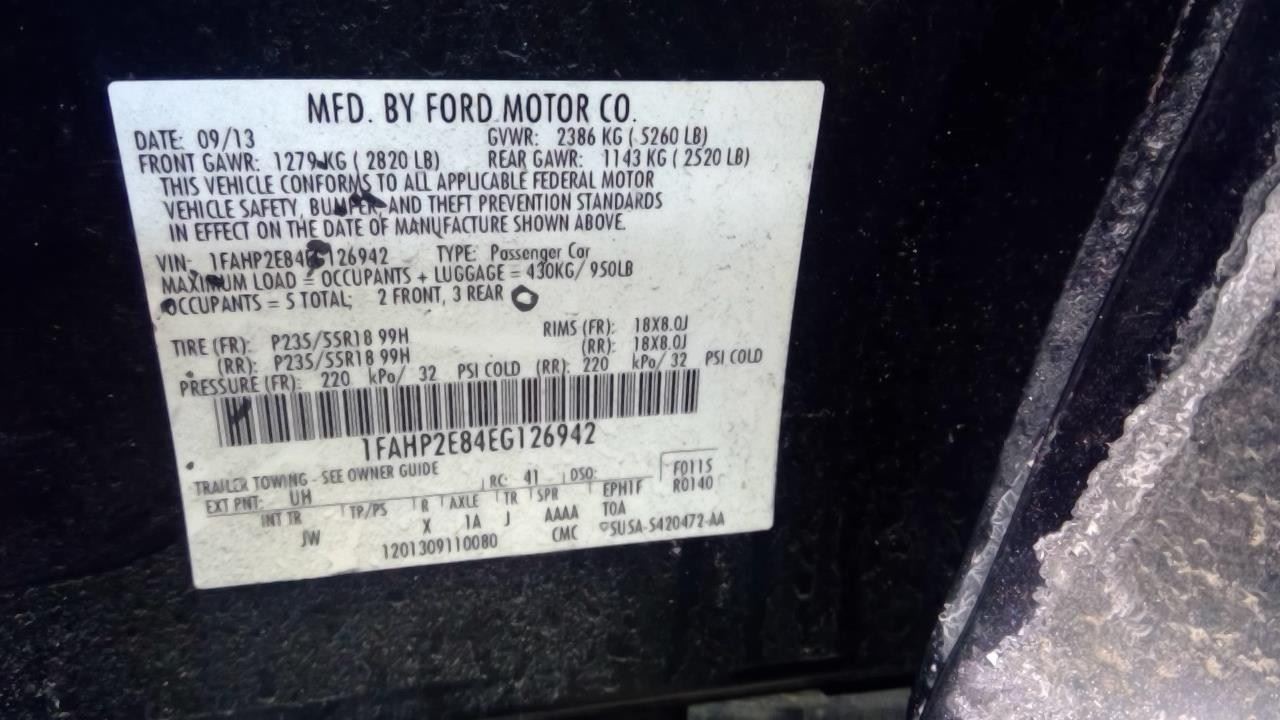 MFD. BY FORD MOTOR CO.
DATE: 09/13 GVWR: 2386 KG ( 5260 LB)
FRONT GAWR: 1279 KG ( 2820 LB) REAR GAWR: 1143 KG ( 2520 LB)
THIS VEHICLE CONFORMS TO ALL APPLICABLE FEDERAL MOTOR
VEHICLE SAFETY, BUMPER, AND THEFT PREVENTION STANDARDS
IN EFFECT ON THE DATE OF MANUFACTURE SHOWN ABOVE.
VIN: 1FAHP2E84EG126942 TYPE: Passenger Car
MAXIMUM LOAD = OCCUPANTS + LUGGAGE = 430KG/ 950LB
OCCUPANTS = 5 TOTAL; 2 FRONT, 3 REAR
TIRE (FR): P235/55R18 99H RIMS (FR): 18X8.0J
(RR): P235/55R18 99H (RR): 18X8.0J
PRESSURE (FR): 220 kPa/ 32 PSI COLD (RR): 220 kPa/ 32 PSI COLD
1FAHP2E84EG126942
TRAILER TOWING - SEE OWNER GUIDE
EXT PNT: UH RC: 41 DSO: F0115
R0140
INT TR TP/PS R AXLE TR SPR EPH1F
JW X 1A J AAAA TOA
1201309110080 CMC 5U5A-5420472-AA